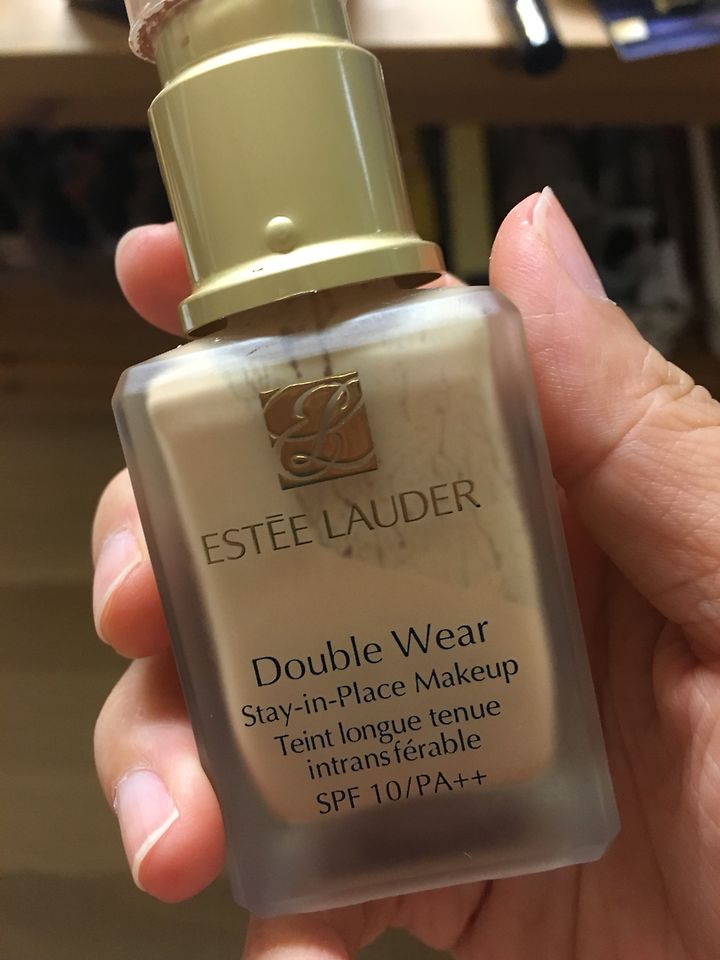 ESTĒE LAUDER
Double Wear
Stay-in-Place Makeup
Teint longue tenue
intransférable
SPF 10/PA++